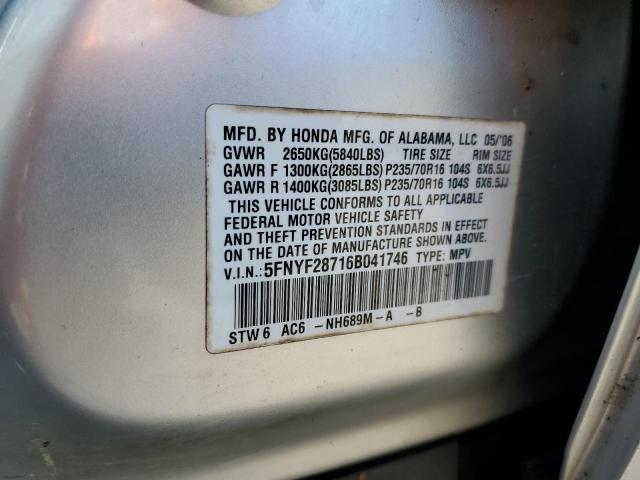 MFD. BY HONDA MFG. OF ALABAMA, LLC 05/'06
GVWR 2650KG(5840LBS) TIRE SIZE RIM SIZE
GAWR F 1300KG(2865LBS) P235/70R16 104S 6X6.5JJ
GAWR R 1400KG(3085LBS) P235/70R16 104S 6X6.5JJ
THIS VEHICLE CONFORMS TO ALL APPLICABLE
FEDERAL MOTOR VEHICLE SAFETY
AND THEFT PREVENTION STANDARDS IN EFFECT
ON THE DATE OF MANUFACTURE SHOWN ABOVE.
V.I.N.: 5FNYF28716B041746 TYPE: MPV
STW6 AC6 -NH689M-A -B